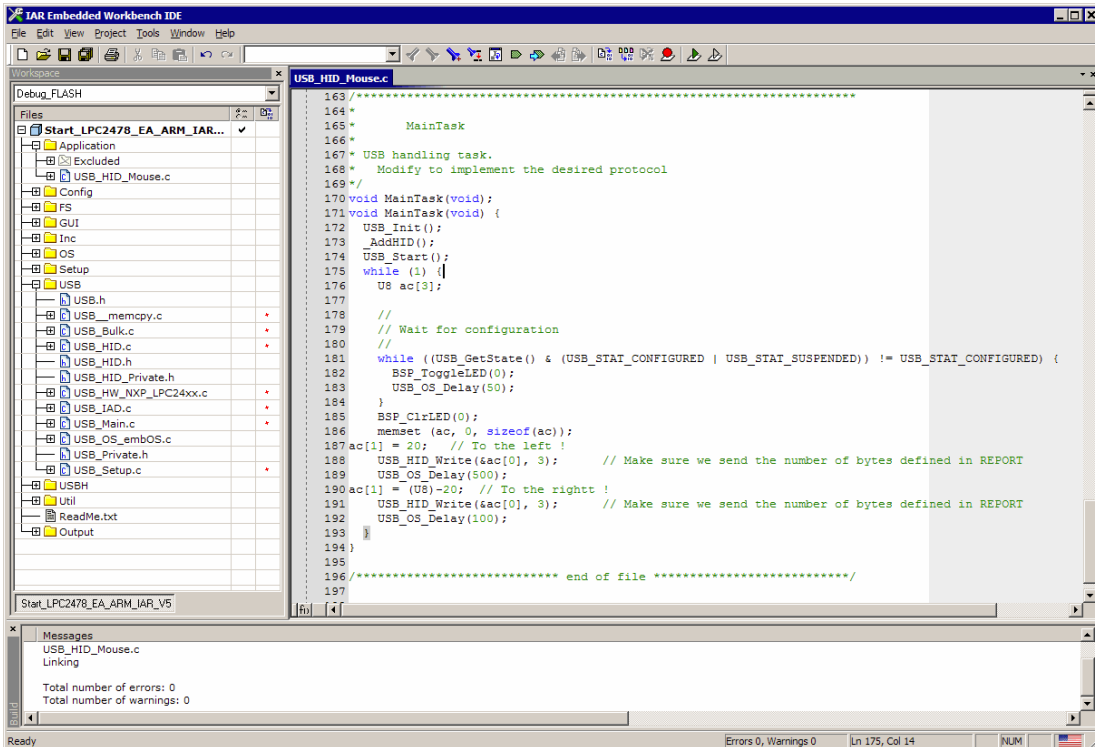 IAR Embedded Workbench IDE
File Edit View Project Tools Window Help
Workspace
USB_HID_Mouse.c
Debug_FLASH
Files
Start_LPC2478_EA_ARM_IAR...
Application
Excluded
USB_HID_Mouse.c
Config
FS
GUI
Inc
OS
Setup
USB
USB.h
USB__memcpy.c
USB_Bulk.c
USB_HID.c
USB_HID.h
USB_HID_Private.h
USB_HW_NXP_LPC24xx.c
USB_IAD.c
USB_Main.c
USB_OS_embOS.c
USB_Private.h
USB_Setup.c
USBH
Util
ReadMe.txt
Output
Start_LPC2478_EA_ARM_IAR_V5
163 /*********************************************************************
164 *
165 *       MainTask
166 *
167 * USB handling task.
168 *   Modify to implement the desired protocol
169 */
170 void MainTask(void);
171 void MainTask(void) {
172   USB_Init();
173   _AddHID();
174   USB_Start();
175   while (1) {
176     U8 ac[3];
177
178     //
179     // Wait for configuration
180     //
181     while ((USB_GetState() & (USB_STAT_CONFIGURED | USB_STAT_SUSPENDED)) != USB_STAT_CONFIGURED) {
182       BSP_ToggleLED(0);
183       USB_OS_Delay(50);
184     }
185     BSP_ClrLED(0);
186     memset (ac, 0, sizeof(ac));
187 ac[1] = 20;   // To the left !
188     USB_HID_Write(&ac[0], 3);      // Make sure we send the number of bytes defined in REPORT
189     USB_OS_Delay(500);
190 ac[1] = (U8)-20;  // To the rightt !
191     USB_HID_Write(&ac[0], 3);      // Make sure we send the number of bytes defined in REPORT
192     USB_OS_Delay(100);
193   }
194 }
195
196 /**************************** end of file ***************************/
197
Messages
USB_HID_Mouse.c
Linking
Total number of errors: 0
Total number of warnings: 0
Build
Ready
Errors 0, Warnings 0
Ln 175, Col 14
NUM